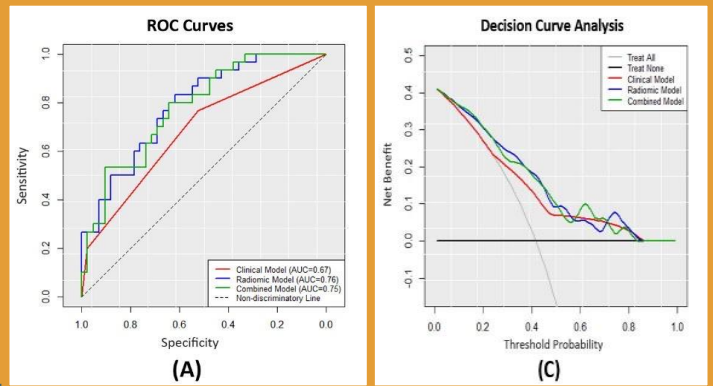 ROC Curves
Sensitivity
1.0
0.8
0.6
0.4
0.2
0.0
Clinical Model (AUC=0.67)
Radiomic Model (AUC=0.76)
Combined Model (AUC=0.75)
Non-discriminatory Line
1.0 0.8 0.6 0.4 0.2 0.0
Specificity
(A)
Decision Curve Analysis
Net Benefit
0.5
0.4
0.3
0.2
0.1
0.0
-0.1
Treat All
Treat None
Clinical Model
Radiomic Model
Combined Model
0.0 0.2 0.4 0.6 0.8 1.0
Threshold Probability
(C)